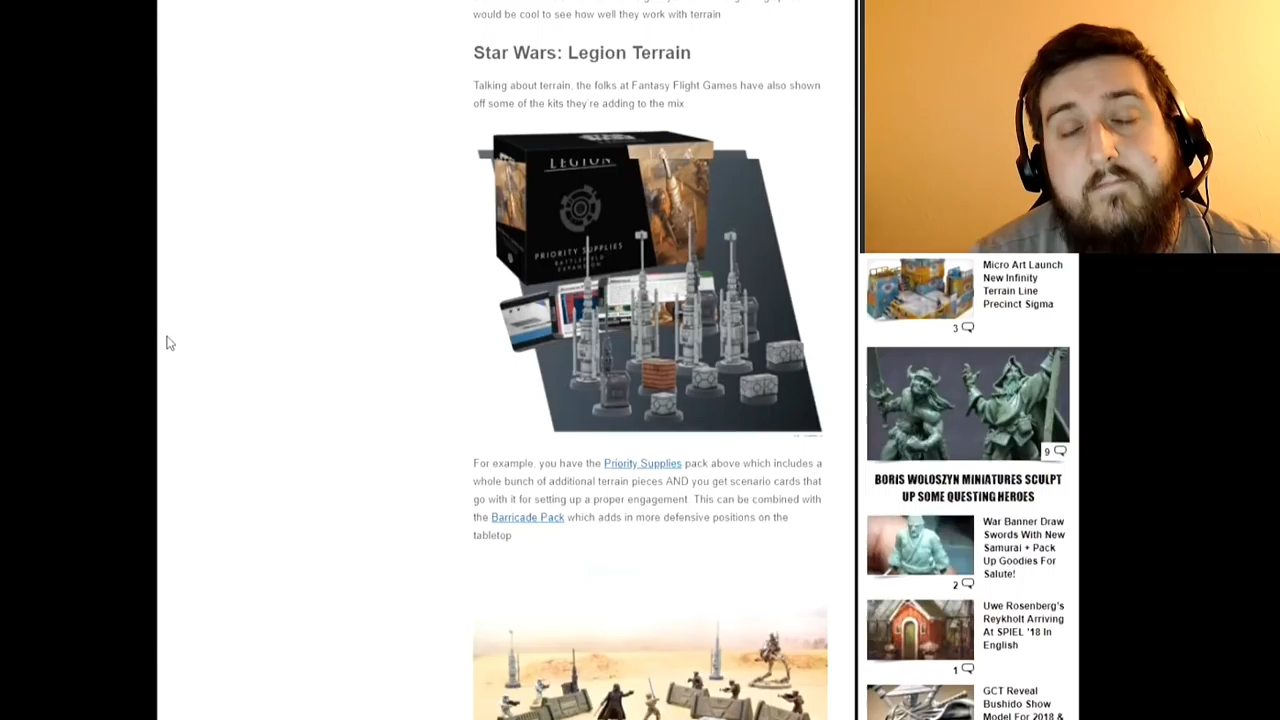 would be cool to see how well they work with terrain
Star Wars: Legion Terrain
Talking about terrain, the folks at Fantasy Flight Games have also shown
off some of the kits they're adding to the mix
LEGION
PRIORITY SUPPLIES
BATTLEFIELD
EXPANSION
For example, you have the Priority Supplies pack above which includes a
whole bunch of additional terrain pieces AND you get scenario cards that
go with it for setting up a proper engagement. This can be combined with
the Barricade Pack which adds in more defensive positions on the
tabletop
Micro Art Launch
New Infinity
Terrain Line
Precinct Sigma
3
9
BORIS WOLOSZYN MINIATURES SCULPT
UP SOME QUESTING HEROES
War Banner Draw
Swords With New
Samurai + Pack
Up Goodies For
Salute!
2
Uwe Rosenberg's
Reykholt Arriving
At SPIEL '18 In
English
1
GCT Reveal
Bushido Show
Model For 2018 &